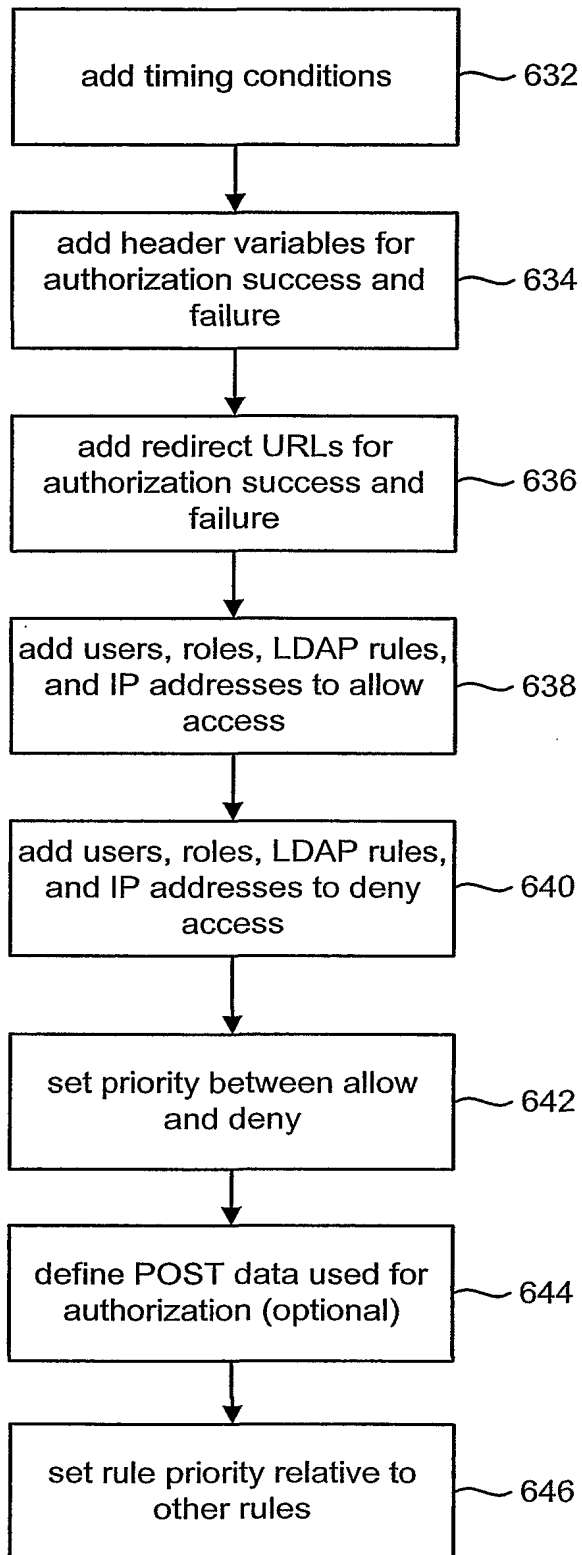 add timing conditions
632
add header variables for
authorization success and
failure
634
add redirect URLs for
authorization success and
failure
636
add users, roles, LDAP rules,
and IP addresses to allow
access
638
add users, roles, LDAP rules,
and IP addresses to deny
access
640
set priority between allow
and deny
642
define POST data used for
authorization (optional)
644
set rule priority relative to
other rules
646